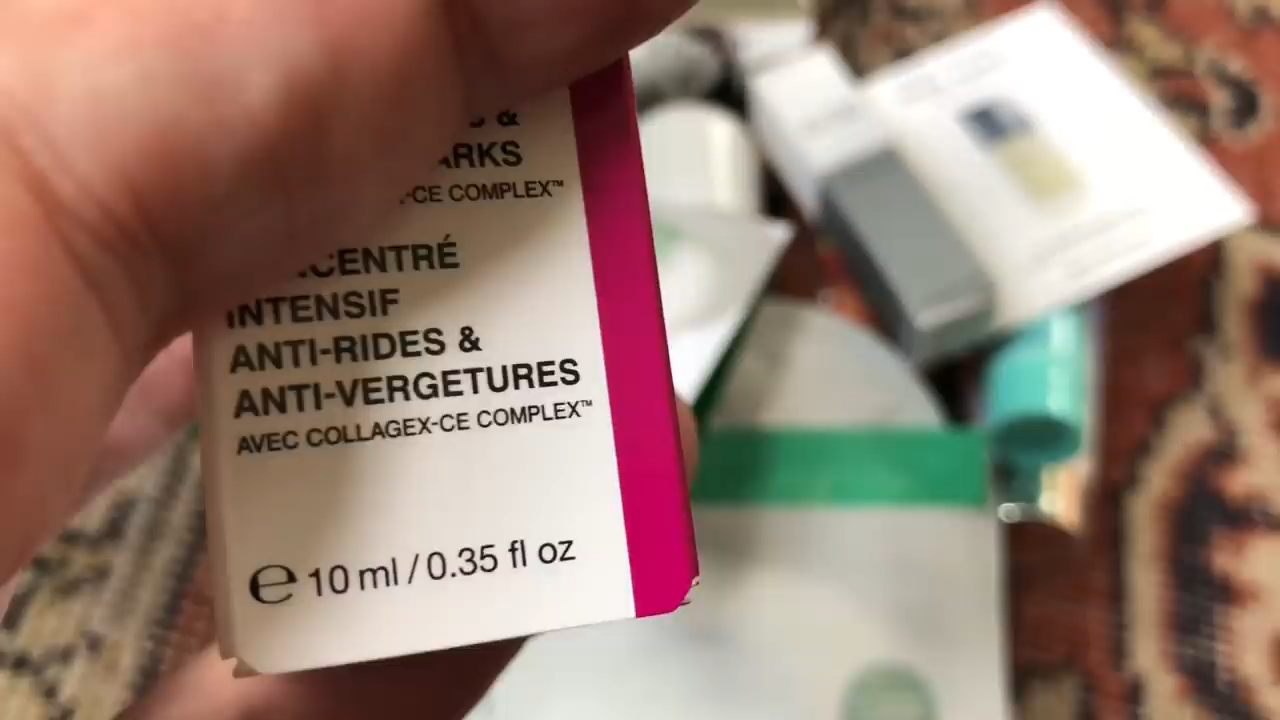 &
ARKS
-CE COMPLEX™
CENTRÉ
INTENSIF
ANTI-RIDES &
ANTI-VERGETURES
AVEC COLLAGEX-CE COMPLEX™
℮ 10 ml / 0.35 fl oz